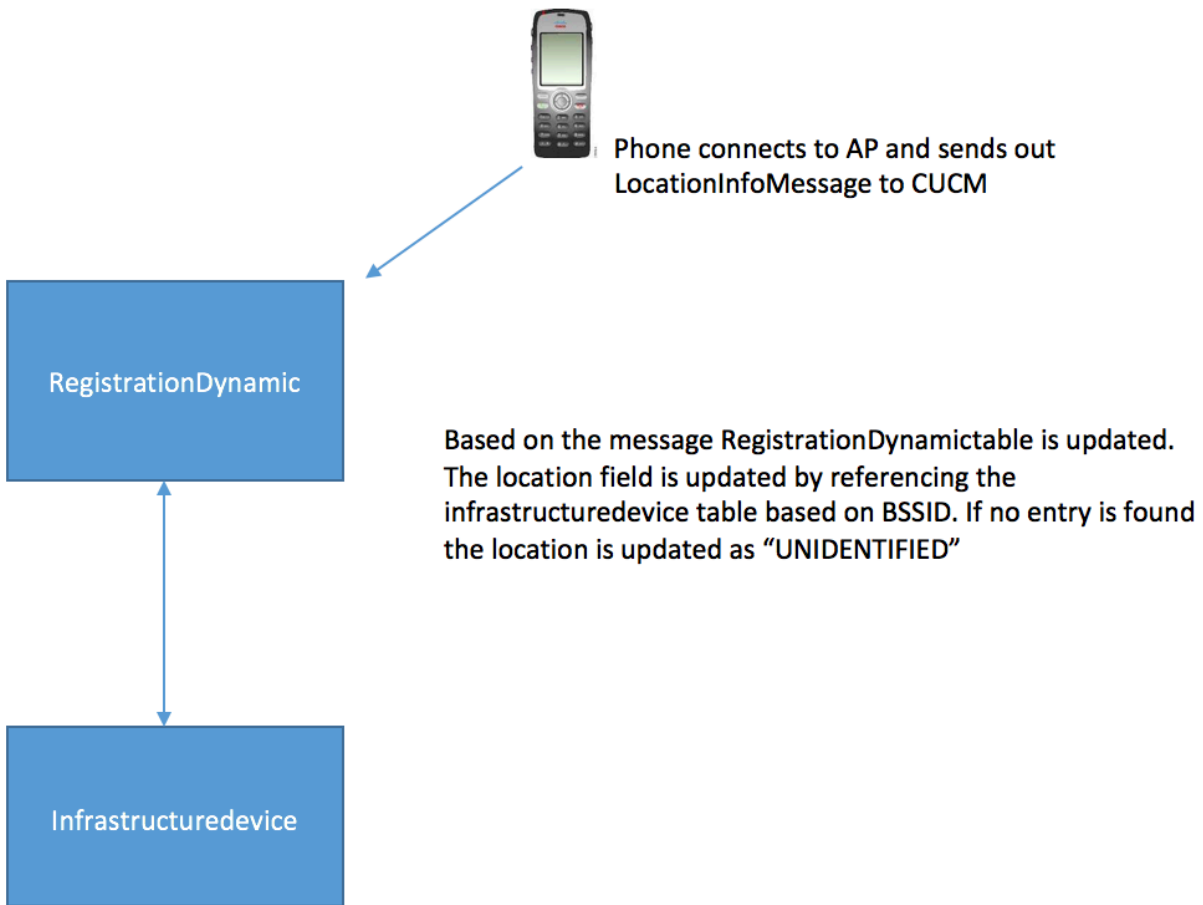 Phone connects to AP and sends out
LocationInfoMessage to CUCM
RegistrationDynamic
Based on the message RegistrationDynamictable is updated.
The location field is updated by referencing the
infrastructuredevice table based on BSSID. If no entry is found
the location is updated as “UNIDENTIFIED”
Infrastructuredevice